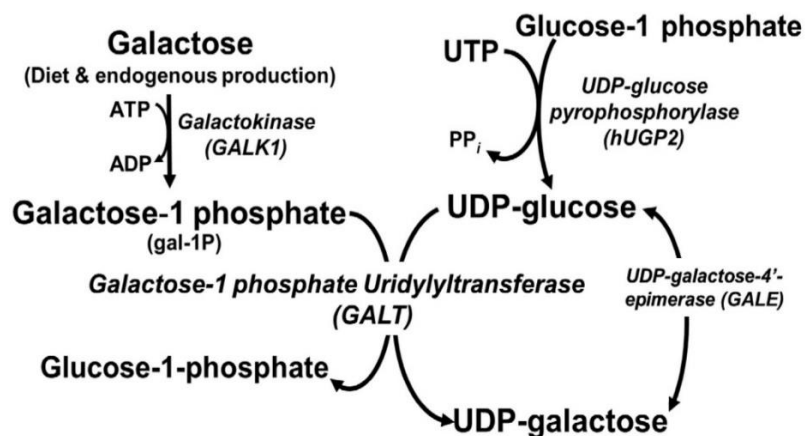 Galactose
(Diet & endogenous production)
ATP
Galactokinase
(GALK1)
ADP
Galactose-1 phosphate
(gal-1P)
Glucose-1 phosphate
UTP
UDP-glucose
pyrophosphorylase
(hUGP2)
PPi
UDP-glucose
Galactose-1 phosphate Uridylyltransferase
(GALT)
UDP-galactose-4'-
epimerase (GALE)
Glucose-1-phosphate
UDP-galactose